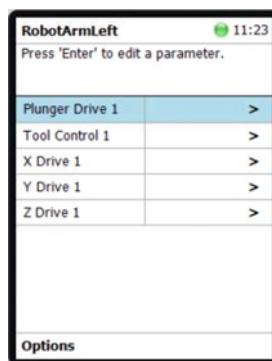 RobotArmLeft 11:23
Press 'Enter' to edit a parameter.
Plunger Drive 1 >
Tool Control 1 >
X Drive 1 >
Y Drive 1 >
Z Drive 1 >
Options